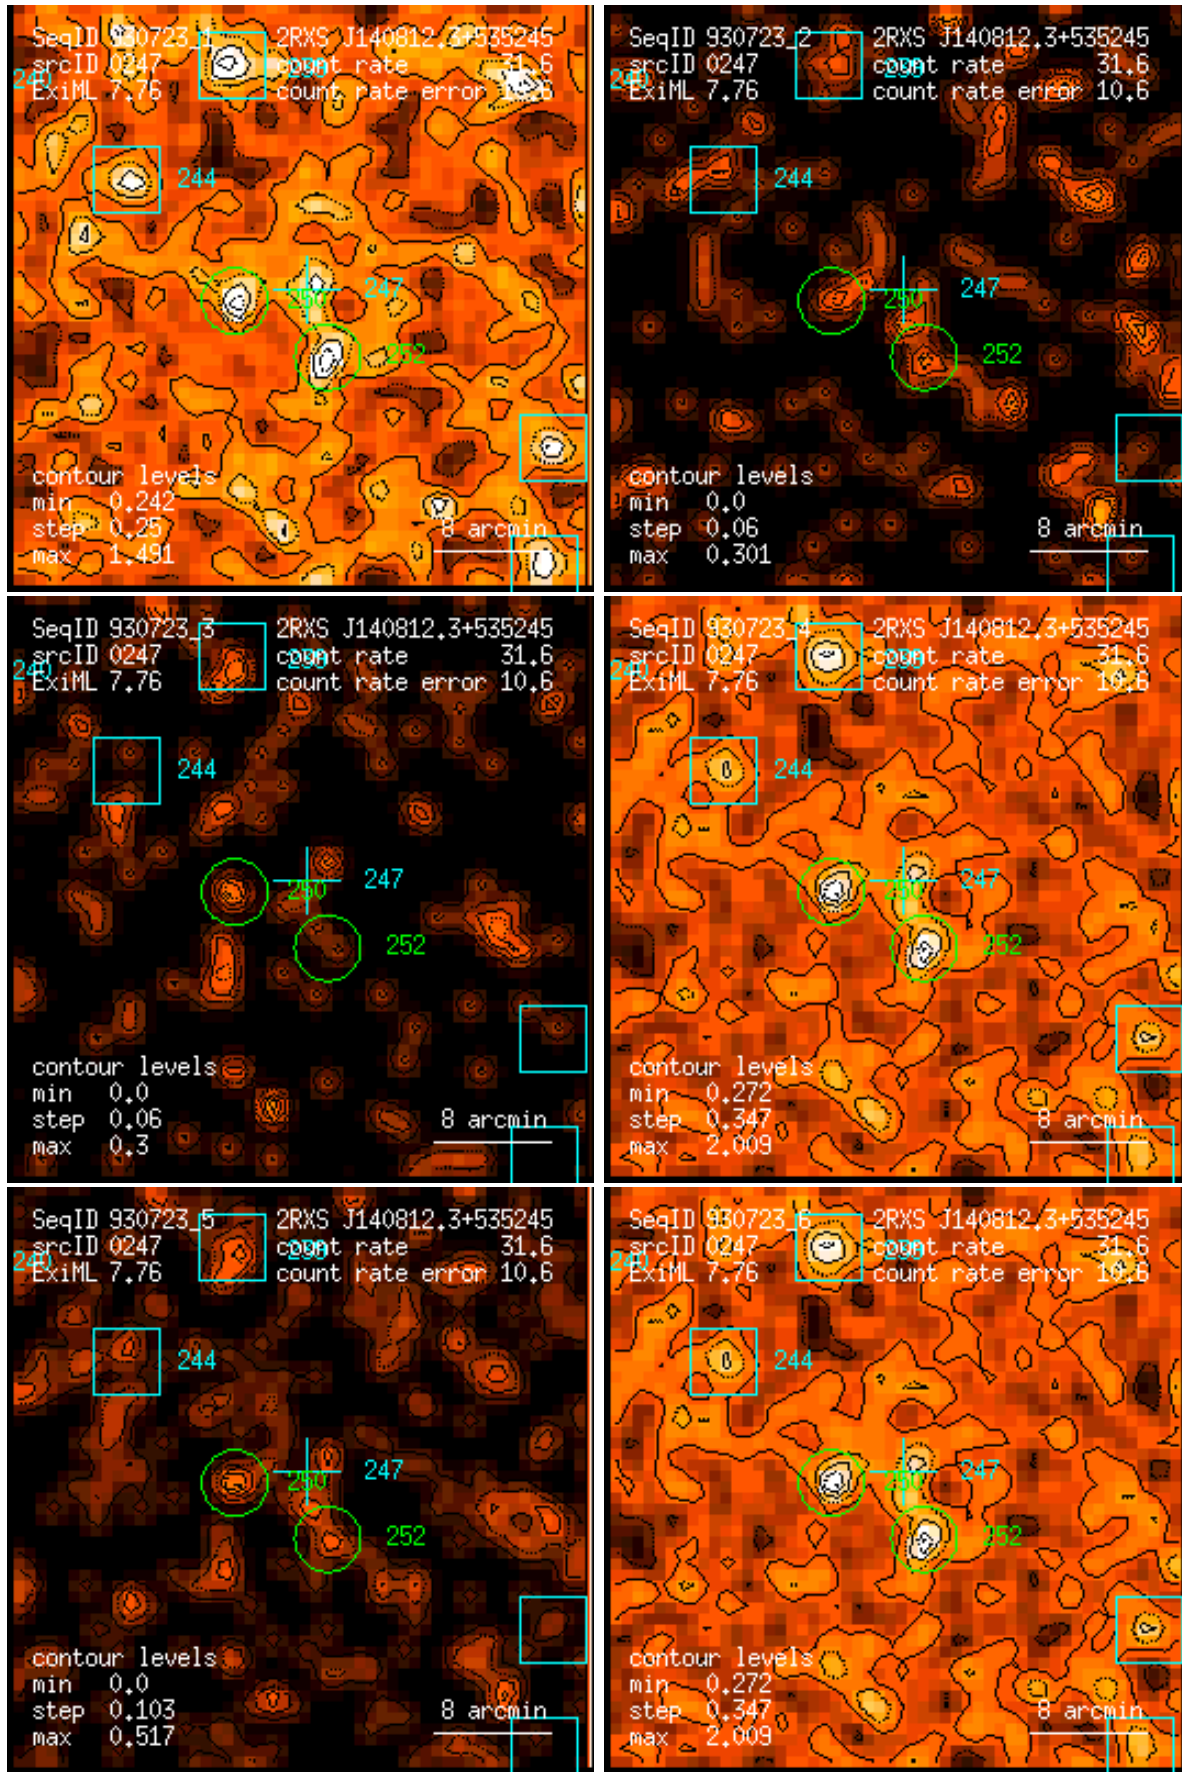 SeqID 930723_1 2RXS J140812.3+535245
srcID 0247 count rate 31.6
240
ExiML 7.76 count rate error 10.6
244
250 247
252
contour levels
min 0.242
step 0.25 8 arcmin
max 1.491
SeqID 930723_2 2RXS J140812.3+535245
srcID 0247 count rate 31.6
240
ExiML 7.76 count rate error 10.6
244
250 247
252
contour levels
min 0.0
step 0.06 8 arcmin
max 0.301
SeqID 930723_3 2RXS J140812.3+535245
srcID 0247 count rate 31.6
240
ExiML 7.76 count rate error 10.6
244
250 247
252
contour levels
min 0.0
step 0.06 8 arcmin
max 0.3
SeqID 930723_4 2RXS J140812.3+535245
srcID 0247 count rate 31.6
240
ExiML 7.76 count rate error 10.6
244
250 247
252
contour levels
min 0.272
step 0.347 8 arcmin
max 2.009
SeqID 930723_5 2RXS J140812.3+535245
srcID 0247 count rate 31.6
240
ExiML 7.76 count rate error 10.6
244
250 247
252
contour levels
min 0.0
step 0.103 8 arcmin
max 0.517
SeqID 930723_6 2RXS J140812.3+535245
srcID 0247 count rate 31.6
240
ExiML 7.76 count rate error 10.6
244
250 247
252
contour levels
min 0.272
step 0.347 8 arcmin
max 2.009